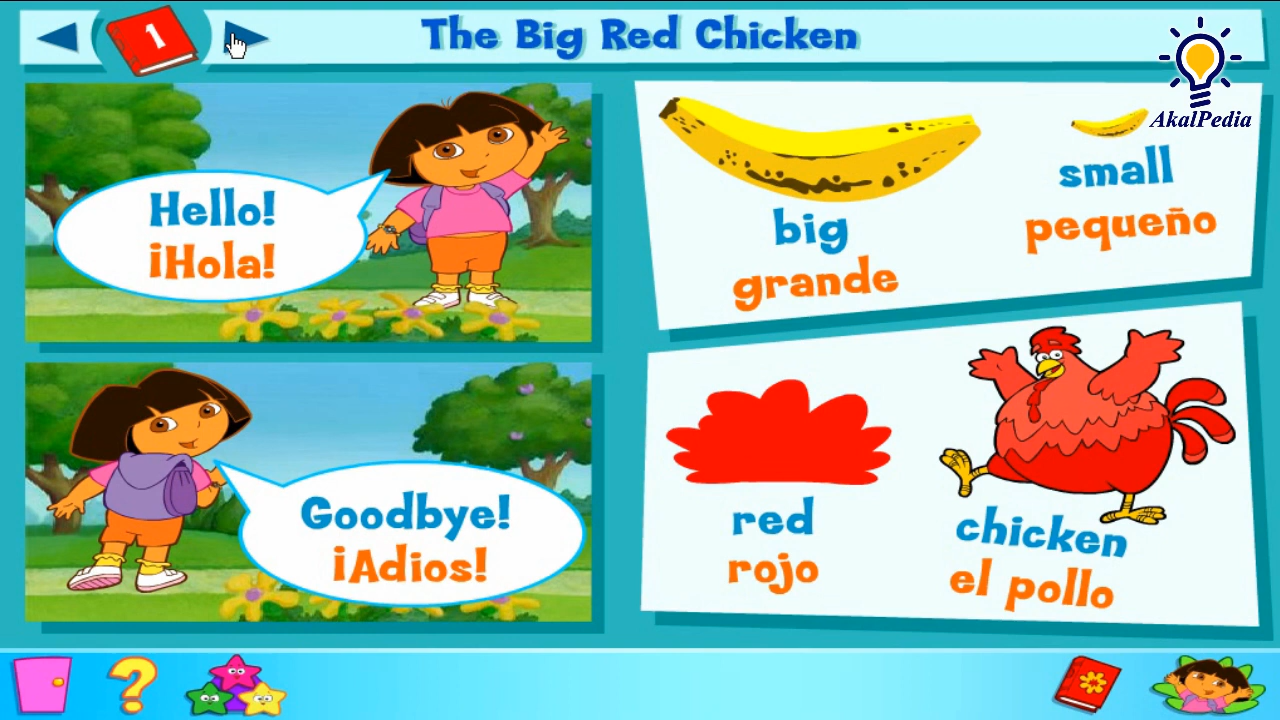 1
The Big Red Chicken
AkalPedia
Hello!
¡Hola!
big
grande
small
pequeño
Goodbye!
¡Adios!
red
rojo
chicken
el pollo
?